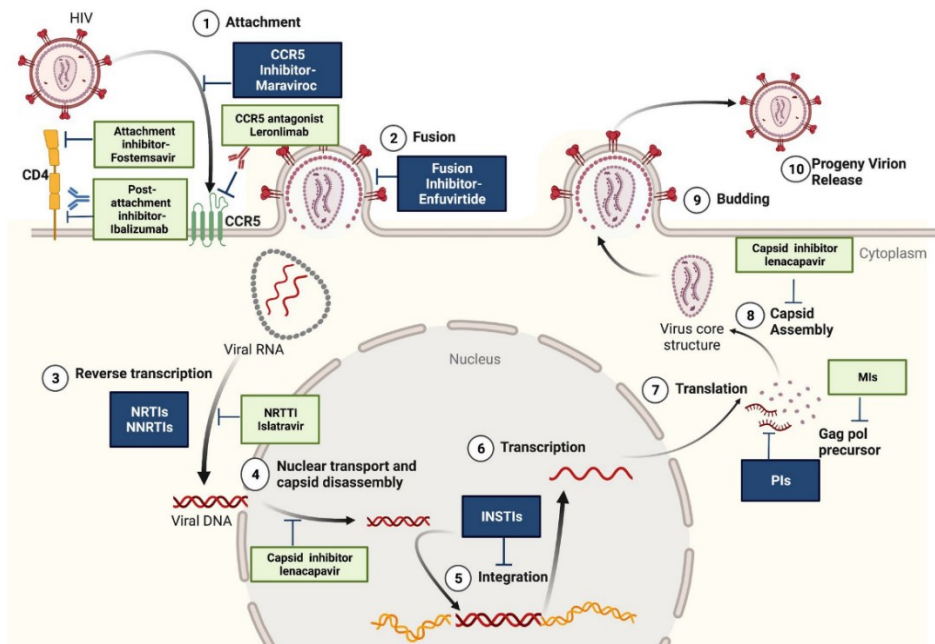 HIV
1 Attachment
CCR5
Inhibitor-
Maraviroc
CCR5 antagonist
Leronlimab
Attachment
inhibitor-
Fostemsavir
CD4
Post-
attachment
inhibitor-
Ibalizumab
CCR5
2 Fusion
Fusion
Inhibitor-
Enfuvirtide
10 Progeny Virion
Release
9 Budding
Capsid inhibitor
lenacapavir
Cytoplasm
8 Capsid
Assembly
Virus core
structure
Viral RNA
Nucleus
3 Reverse transcription
NRTIs
NNRTIs
NRTTI
Islatravir
7 Translation
MIs
Gag pol
precursor
PIs
6 Transcription
4 Nuclear transport and
capsid disassembly
Viral DNA
INSTIs
Capsid inhibitor
lenacapavir
5 Integration